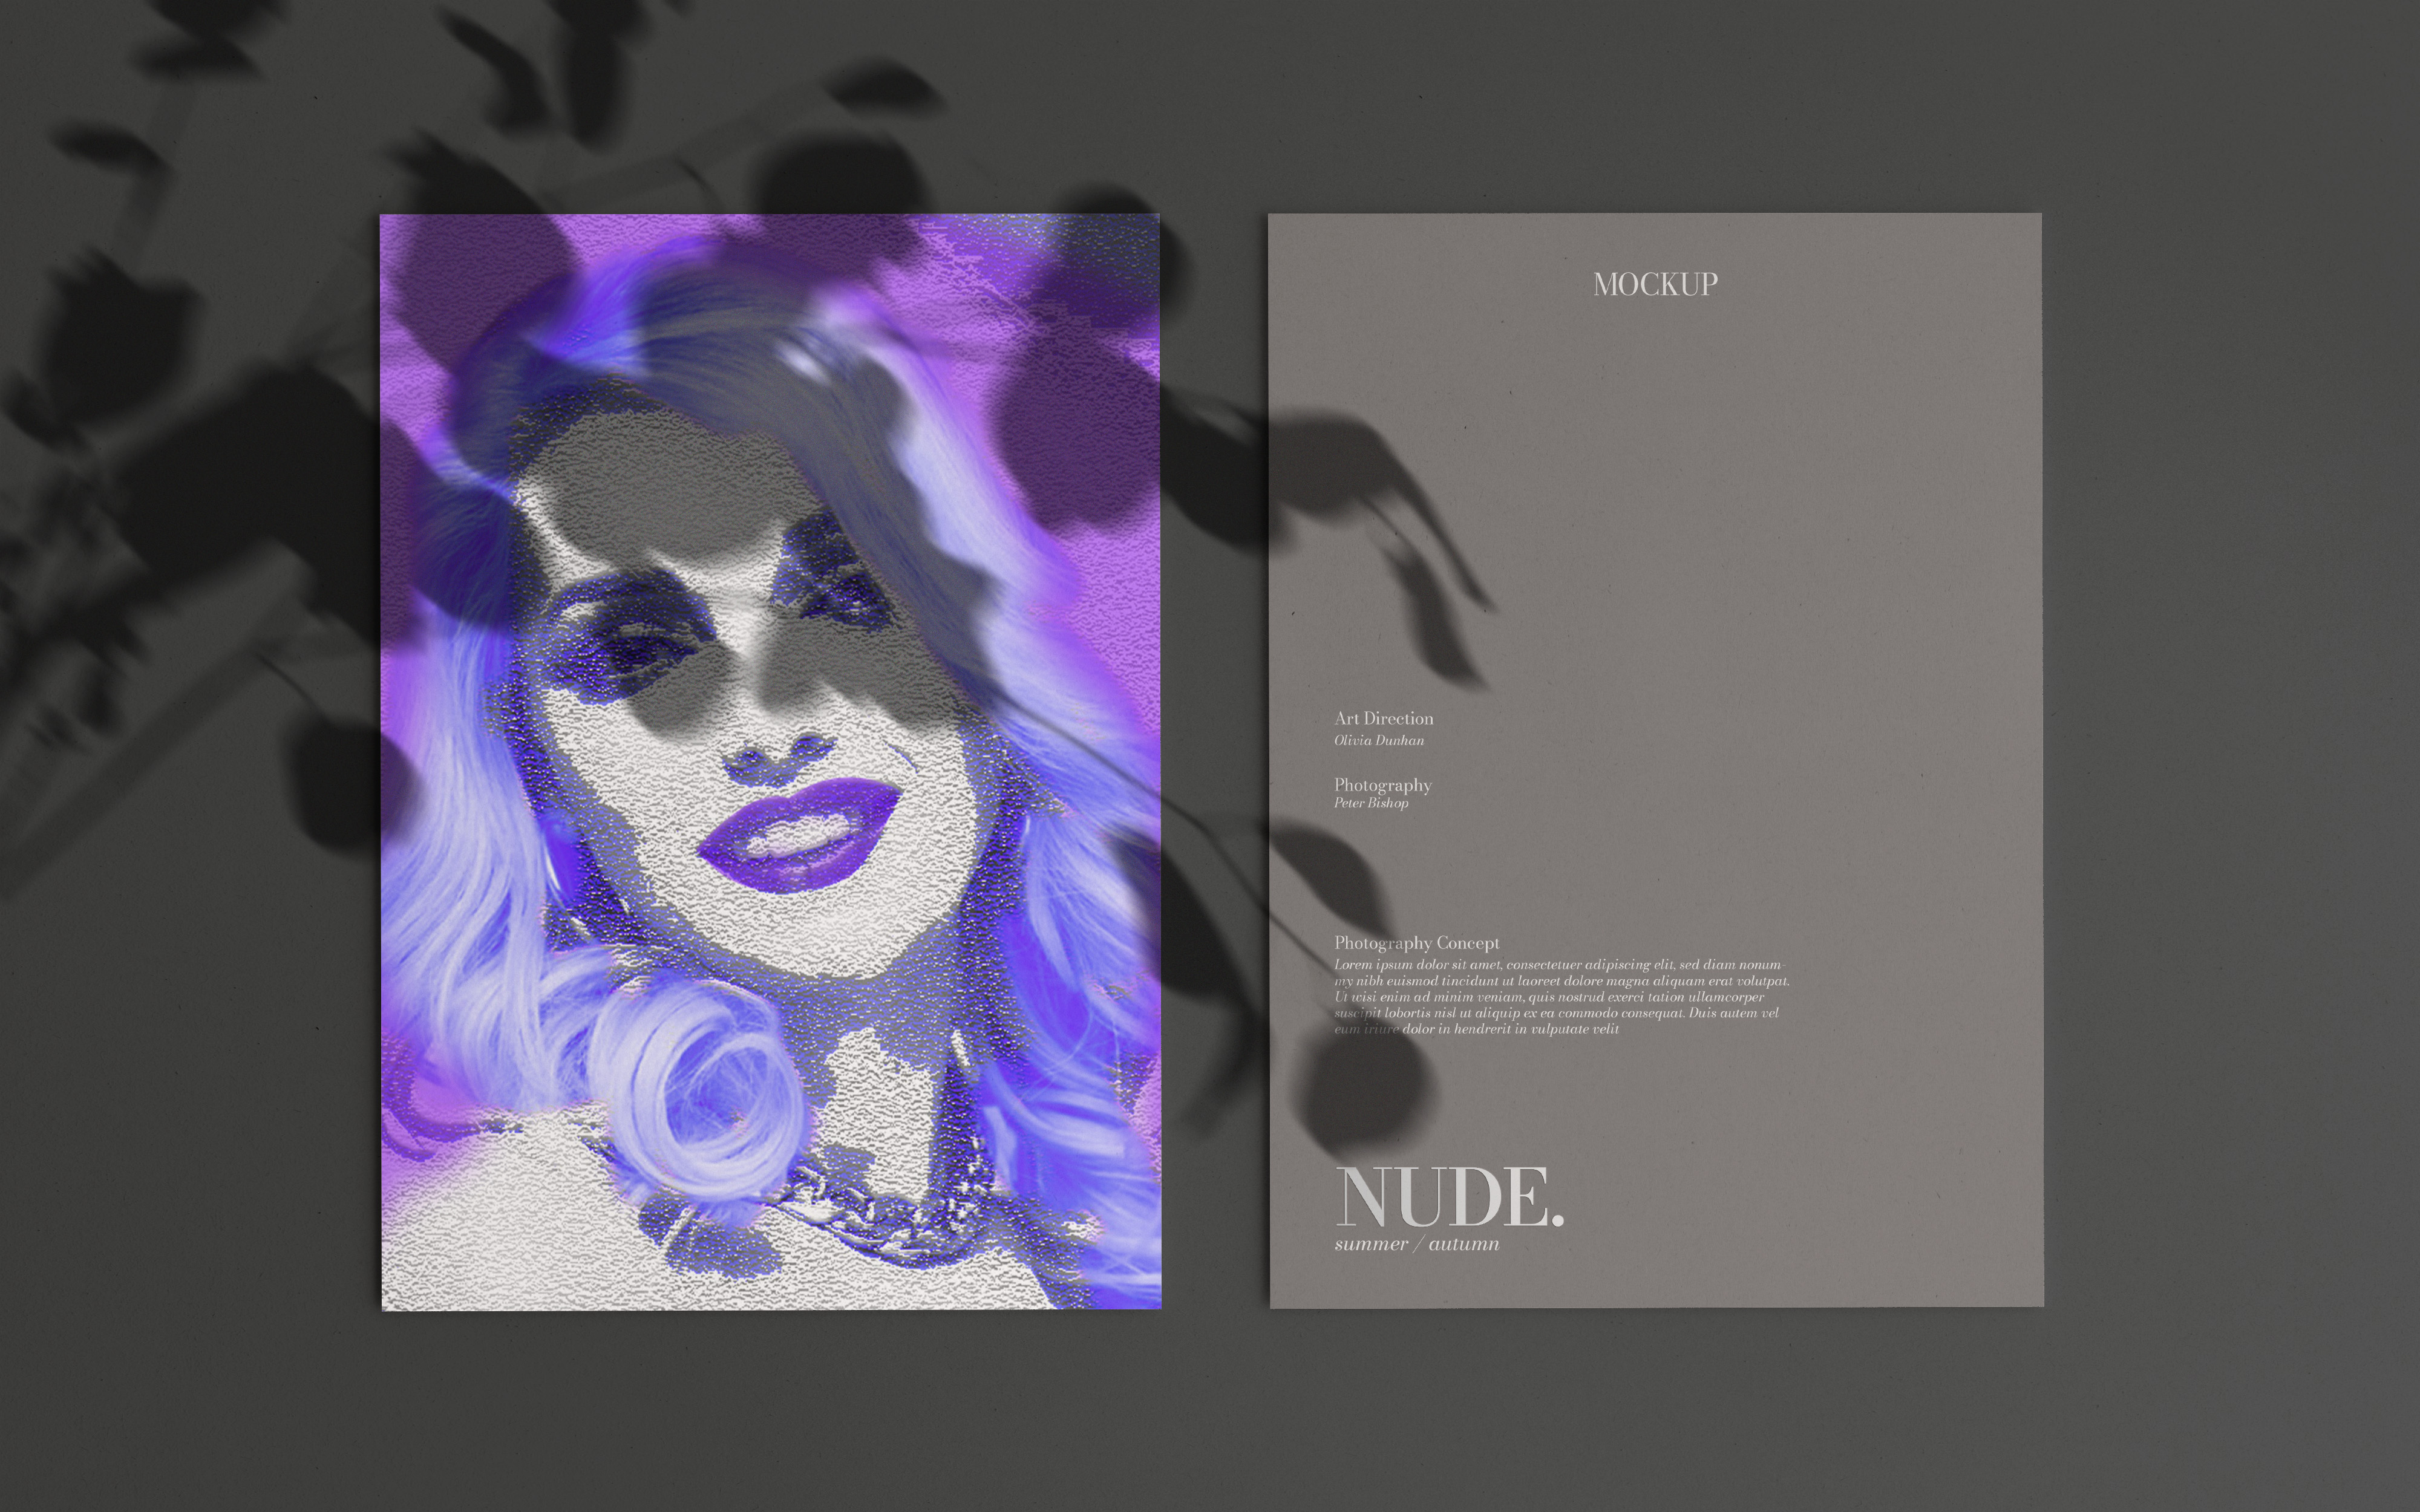 MOCKUP
Art Direction
Olivia Dunhan
Photography
Peter Bishop
Photography Concept
Lorem ipsum dolor sit amet, consectetuer adipiscing elit, sed diam nonum-
my nibh euismod tincidunt ut laoreet dolore magna aliquam erat volutpat.
Ut wisi enim ad minim veniam, quis nostrud exerci tation ullamcorper
suscipit lobortis nisl ut aliquip ex ea commodo consequat. Duis autem vel
eum iriure dolor in hendrerit in vulputate velit
NUDE.
summer / autumn